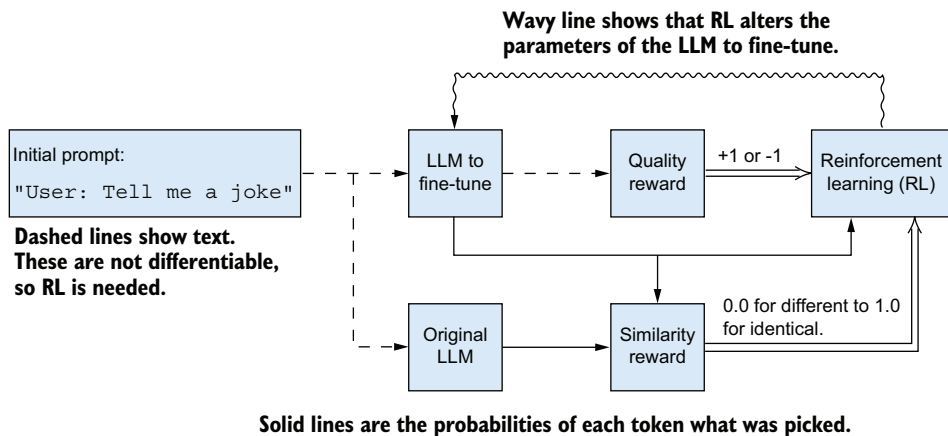 Wavy line shows that RL alters the
parameters of the LLM to fine-tune.
Initial prompt:
"User: Tell me a joke"
LLM to
fine-tune
Quality
reward
+1 or -1
Reinforcement
learning (RL)
Dashed lines show text.
These are not differentiable,
so RL is needed.
Original
LLM
Similarity
reward
0.0 for different to 1.0
for identical.
Solid lines are the probabilities of each token what was picked.